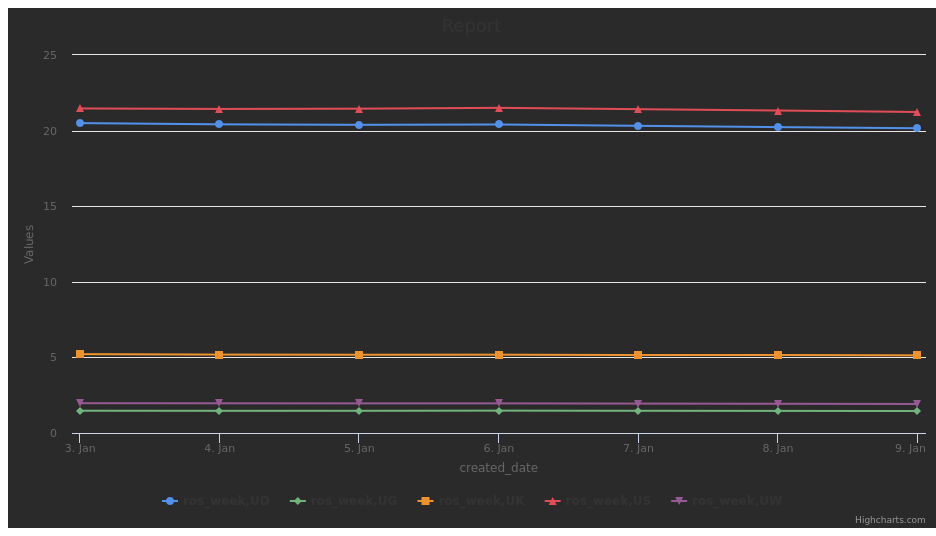 Report
25
20
15
10
5
0
Values
3. Jan 4. Jan 5. Jan 6. Jan 7. Jan 8. Jan 9. Jan
created_date
ros_week,UD ros_week,UG ros_week,UK ros_week,US ros_week,UW
Highcharts.com